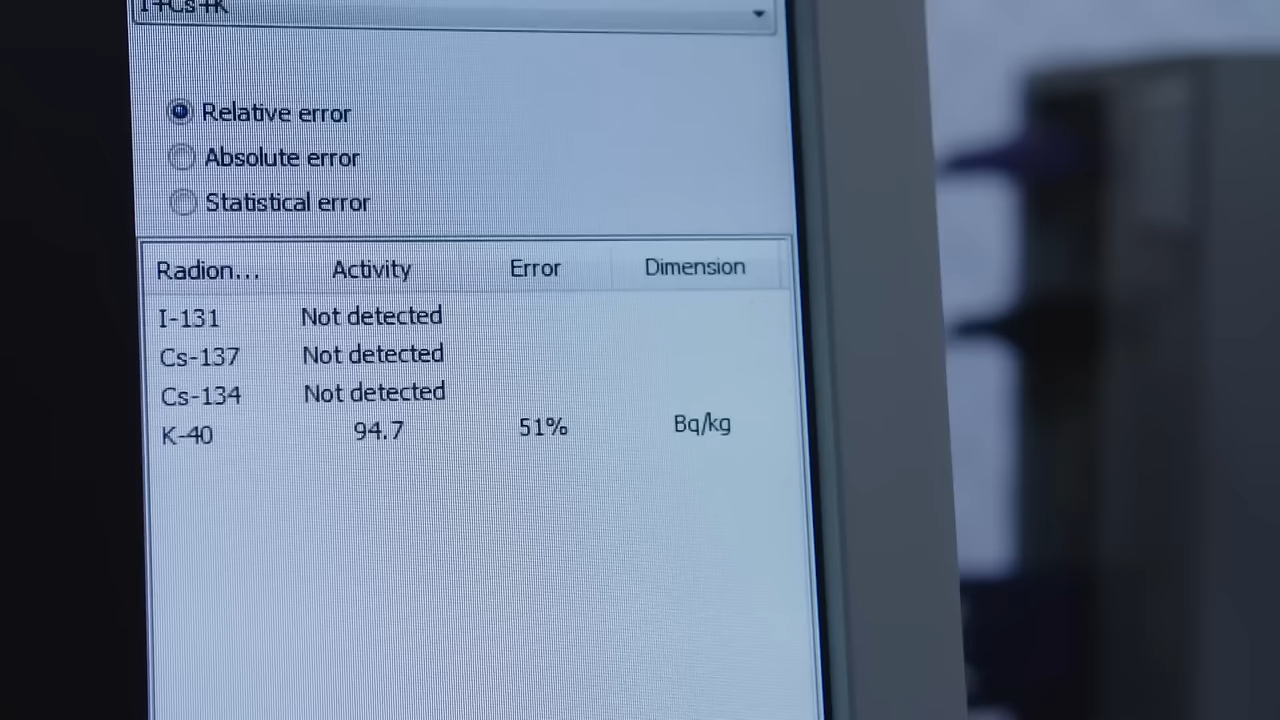 I+Cs+K
Relative error
Absolute error
Statistical error
Radion... Activity Error Dimension
I-131 Not detected
Cs-137 Not detected
Cs-134 Not detected
K-40 94.7 51% Bq/kg